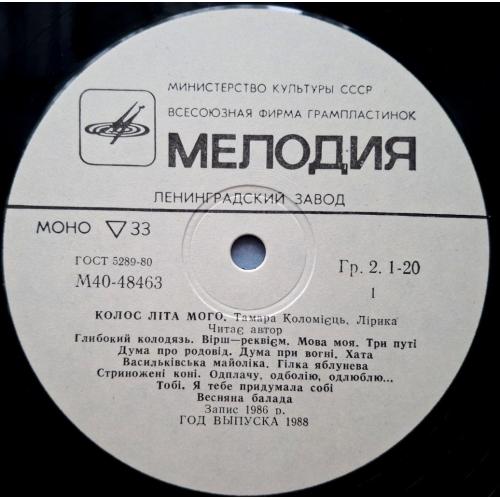 МИНИСТЕРСТВО КУЛЬТУРЫ СССР
ВСЕСОЮЗНАЯ ФИРМА ГРАМПЛАСТИНОК
МЕЛОДИЯ
ЛЕНИНГРАДСКИЙ ЗАВОД
МОНО ▽ 33
ГОСТ 5289-80
М40-48463
Гр. 2. 1-20
1
КОЛОС ЛІТА МОГО. Тамара Коломієць, Лірика
Читає автор
Глибокий колодязь. Вірш—реквієм. Мова моя. Три путі
Дума про родовід. Дума при вогні. Хата
Васильківська майоліка. Гілка яблунева
Стриножені коні. Одплачу, одболію, одлюблю...
Тобі. Я тебе придумала собі
Весняна балада
Запис 1986 р.
ГОД ВЫПУСКА 1988